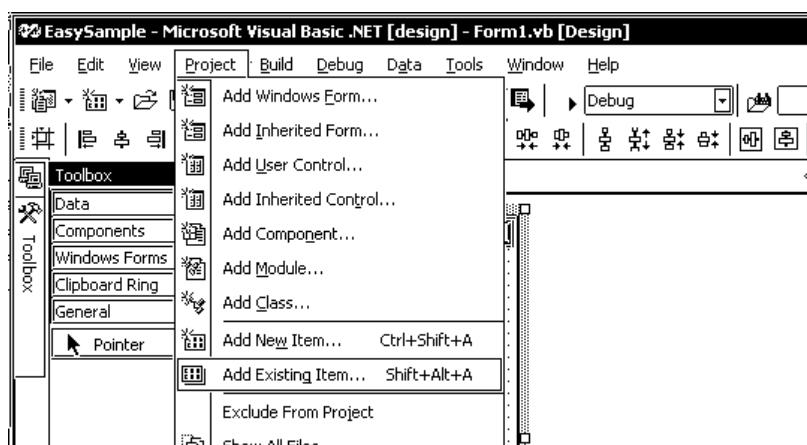 EasySample - Microsoft Visual Basic .NET [design] - Form1.vb [Design]
File Edit View Project Build Debug Data Tools Window Help
Debug
Toolbox
Data
Components
Windows Forms
Clipboard Ring
General
Pointer
Toolbox
Add Windows Form...
Add Inherited Form...
Add User Control...
Add Inherited Control...
Add Component...
Add Module...
Add Class...
Add New Item... Ctrl+Shift+A
Add Existing Item... Shift+Alt+A
Exclude From Project
Show All Files